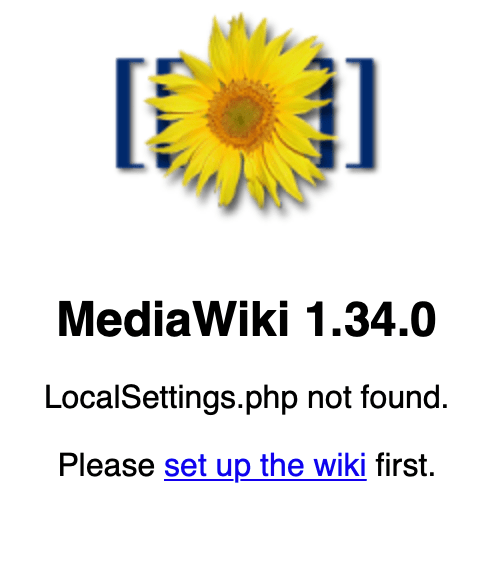 MediaWiki 1.34.0
LocalSettings.php not found.
Please set up the wiki first.